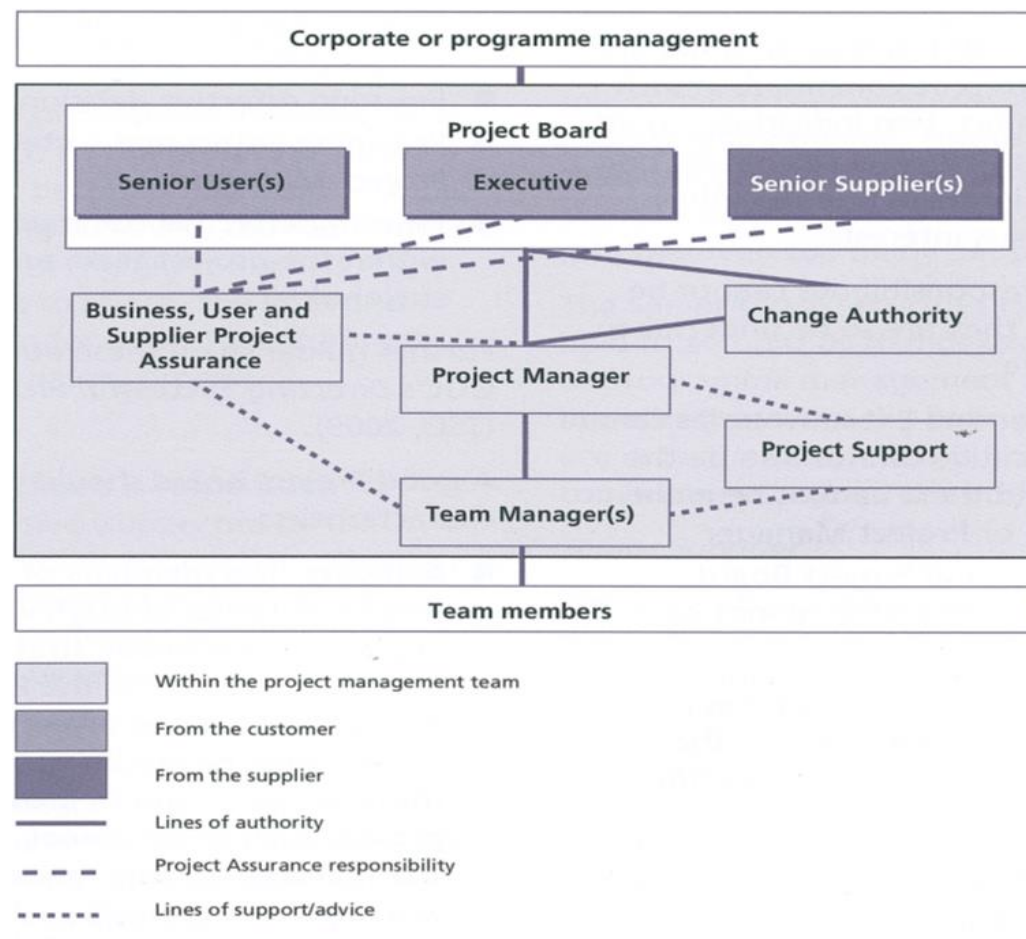 Corporate or programme management
Project Board
Senior User(s)
Executive
Senior Supplier(s)
Business, User and
Supplier Project
Assurance
Change Authority
Project Manager
Project Support
Team Manager(s)
Team members
Within the project management team
From the customer
From the supplier
Lines of authority
Project Assurance responsibility
Lines of support/advice